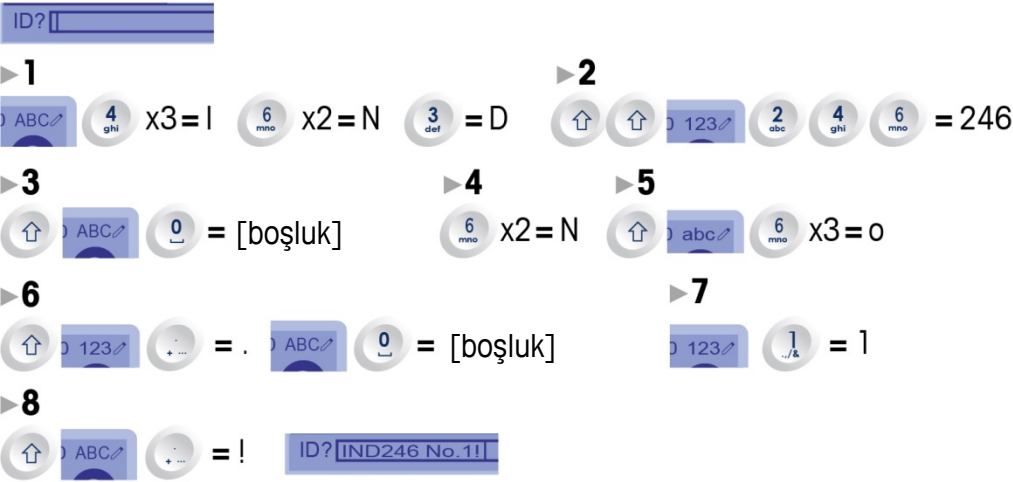 ID?
1 2
ABC 4 ghi x3=I 6 mno x2=N 3 def =D 123 2 abc 4 ghi 6 mno =246
3 4 5
ABC 0 = [boşluk] 6 mno x2=N abc 6 mno x3=o
6 7
123 . + ... = . ABC 0 = [boşluk] 123 1 .,/& = 1
8
ABC . + ... = ! ID? IND246 No.1!